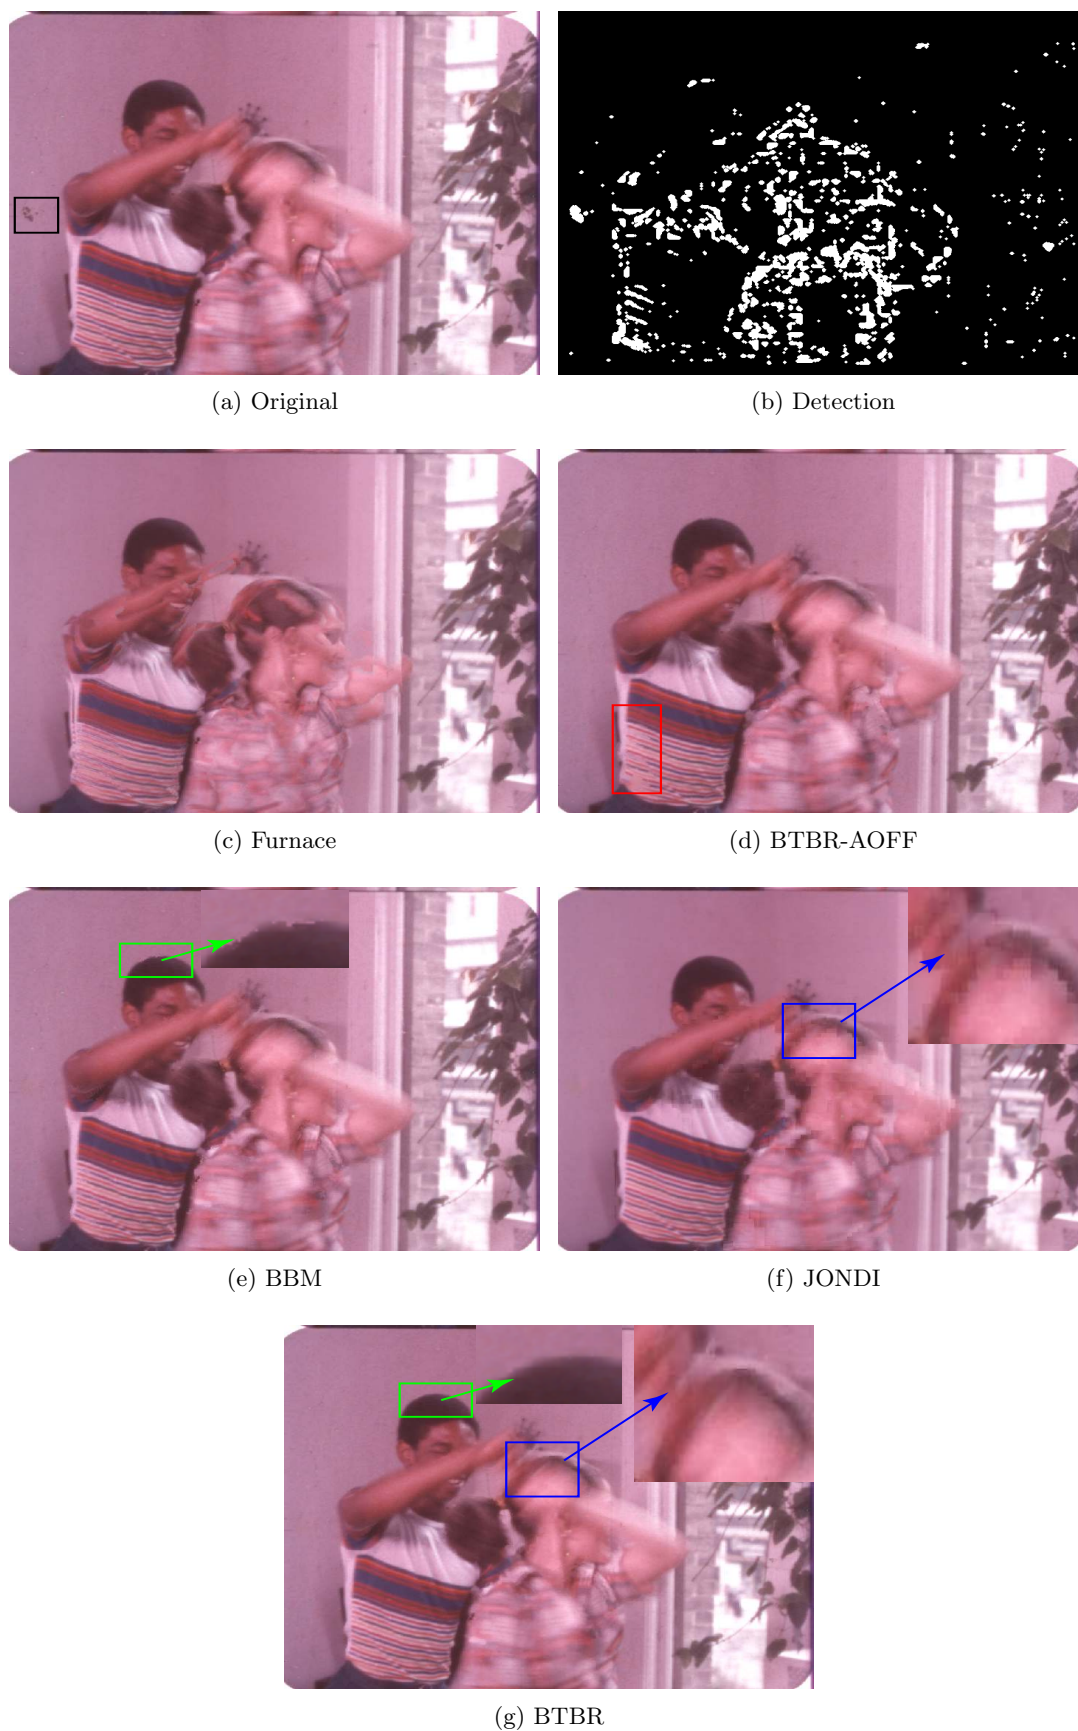 (a) Original
(b) Detection
(c) Furnace
(d) BTBR-AOFF
(e) BBM
(f) JONDI
(g) BTBR